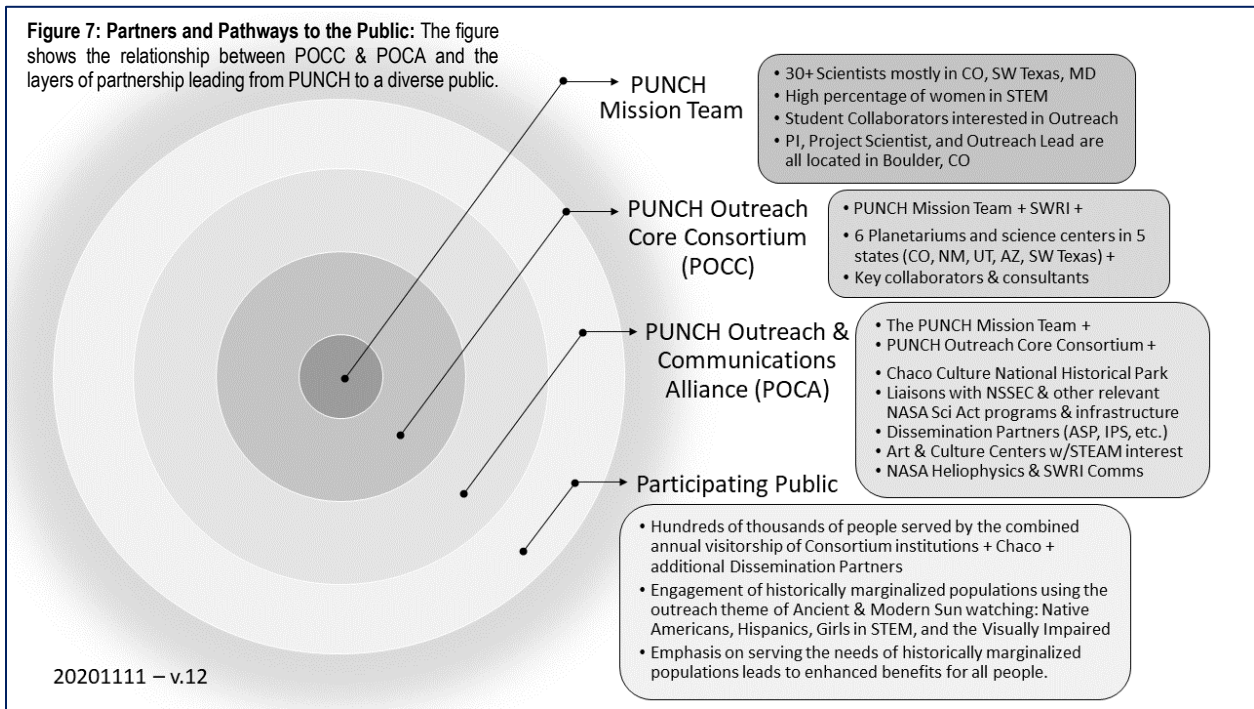 Figure 7: Partners and Pathways to the Public: The figure
shows the relationship between POCC & POCA and the
layers of partnership leading from PUNCH to a diverse public.
PUNCH
Mission Team
• 30+ Scientists mostly in CO, SW Texas, MD
• High percentage of women in STEM
• Student Collaborators interested in Outreach
• PI, Project Scientist, and Outreach Lead are
all located in Boulder, CO
PUNCH Outreach
Core Consortium
(POCC)
• PUNCH Mission Team + SWRI +
• 6 Planetariums and science centers in 5
states (CO, NM, UT, AZ, SW Texas) +
• Key collaborators & consultants
PUNCH Outreach &
Communications
Alliance (POCA)
• The PUNCH Mission Team +
• PUNCH Outreach Core Consortium +
• Chaco Culture National Historical Park
• Liaisons with NSSEC & other relevant
NASA Sci Act programs & infrastructure
• Dissemination Partners (ASP, IPS, etc.)
• Art & Culture Centers w/STEAM interest
• NASA Heliophysics & SWRI Comms
Participating Public
• Hundreds of thousands of people served by the combined
annual visitorship of Consortium institutions + Chaco +
additional Dissemination Partners
• Engagement of historically marginalized populations using the
outreach theme of Ancient & Modern Sun watching: Native
Americans, Hispanics, Girls in STEM, and the Visually Impaired
• Emphasis on serving the needs of historically marginalized
populations leads to enhanced benefits for all people.
20201111 – v.12